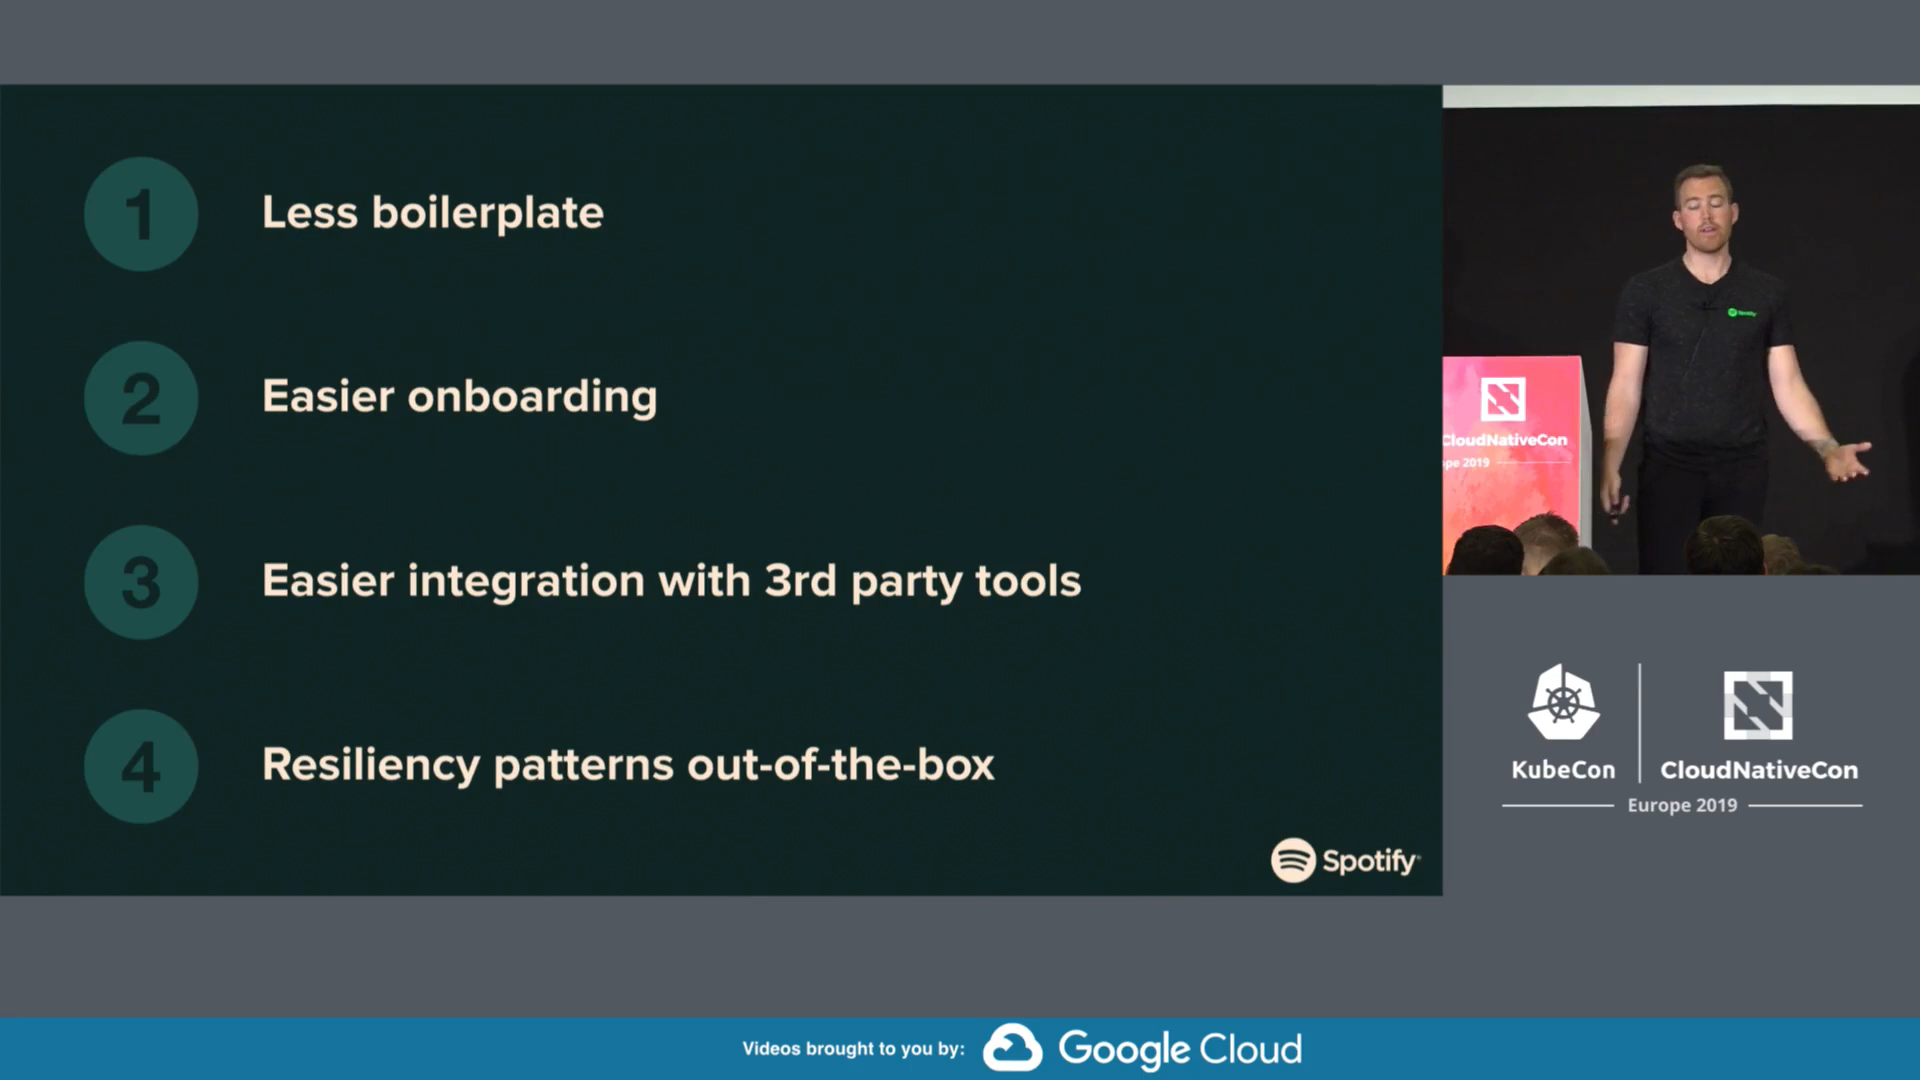 1 Less boilerplate
2 Easier onboarding
3 Easier integration with 3rd party tools
4 Resiliency patterns out-of-the-box
Spotify
Spotify
CloudNativeCon
pe 2019
KubeCon
CloudNativeCon
Europe 2019
Videos brought to you by: Google Cloud